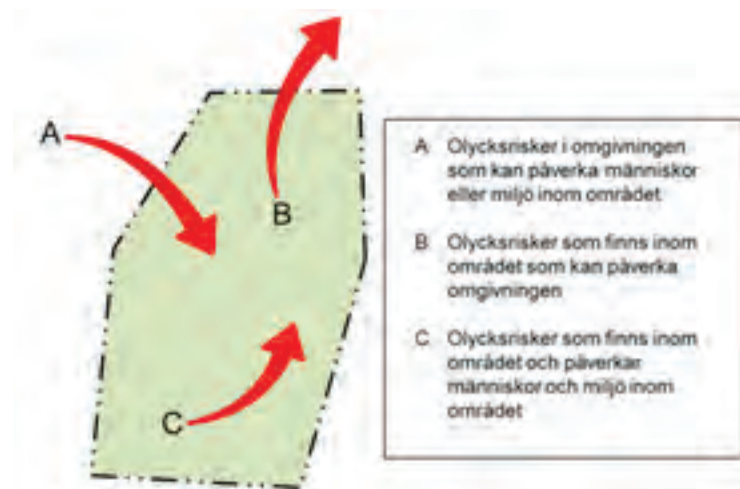 A
B
C
A Olycksrisker i omgivningen
som kan påverka människor
eller miljö inom området
B Olycksrisker som finns inom
området som kan påverka
omgivningen
C Olycksrisker som finns inom
området och påverkar
människor och miljö inom
området